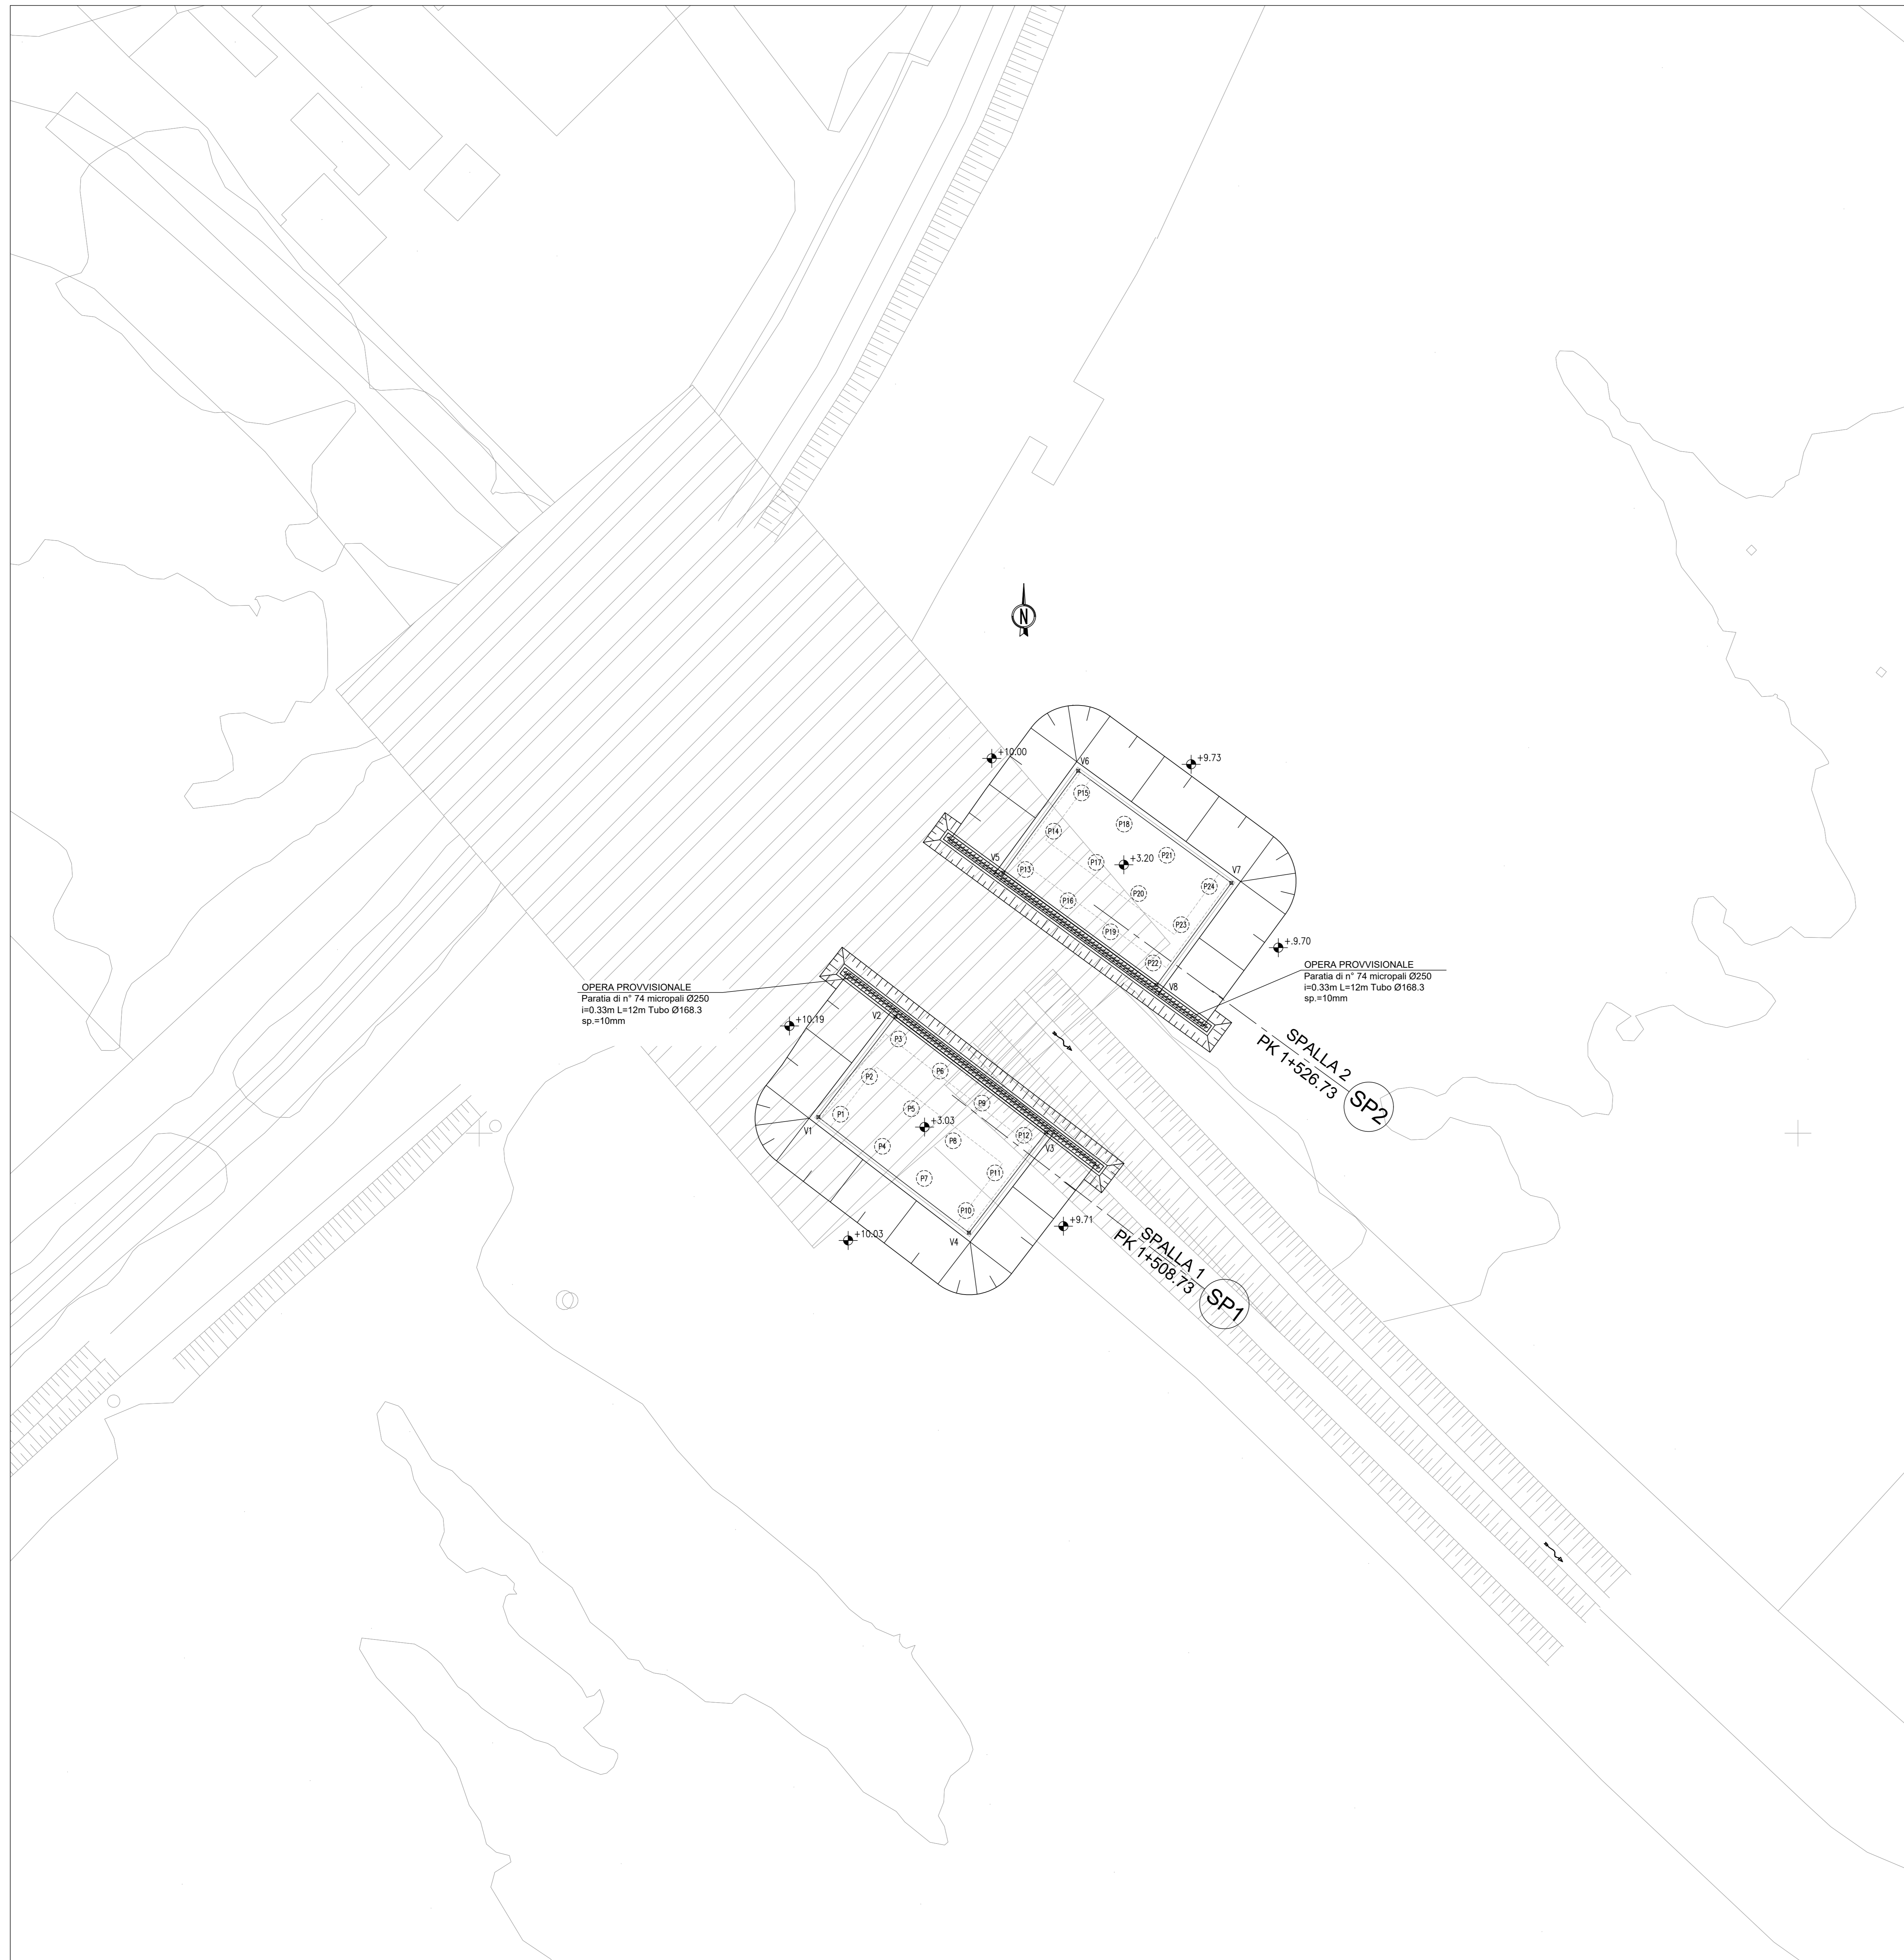 N
+10.00
V6
+9.73
P15
P18
P14
P21
V5
P17
+3.20
V7
P13
P24
P20
P16
P23
P19
+.9.70
P22
V8
OPERA PROVVISIONALE
Paratia di n° 74 micropali Ø250
i=0.33m L=12m Tubo Ø168.3
sp.=10mm
OPERA PROVVISIONALE
Paratia di n° 74 micropali Ø250
i=0.33m L=12m Tubo Ø168.3
sp.=10mm
SPALLA 2
PK 1+526.73
SP2
+10.19
V2
P3
P6
P2
P9
P5
P1
+3.03
P12
V1
P8
V3
P4
P11
P7
P10
+10.03
V4
+9.71
SPALLA 1
PK 1+508.73
SP1